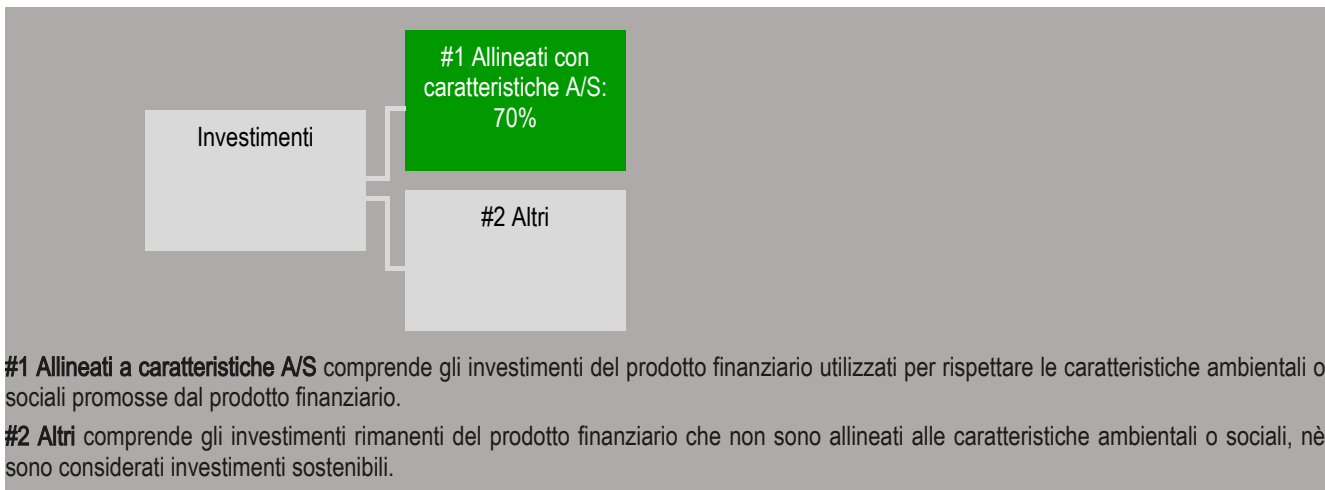 #1 Allineati con
caratteristiche A/S:
70%
Investimenti
#2 Altri
#1 Allineati a caratteristiche A/S comprende gli investimenti del prodotto finanziario utilizzati per rispettare le caratteristiche ambientali o
sociali promosse dal prodotto finanziario.
#2 Altri comprende gli investimenti rimanenti del prodotto finanziario che non sono allineati alle caratteristiche ambientali o sociali, nè
sono considerati investimenti sostenibili.